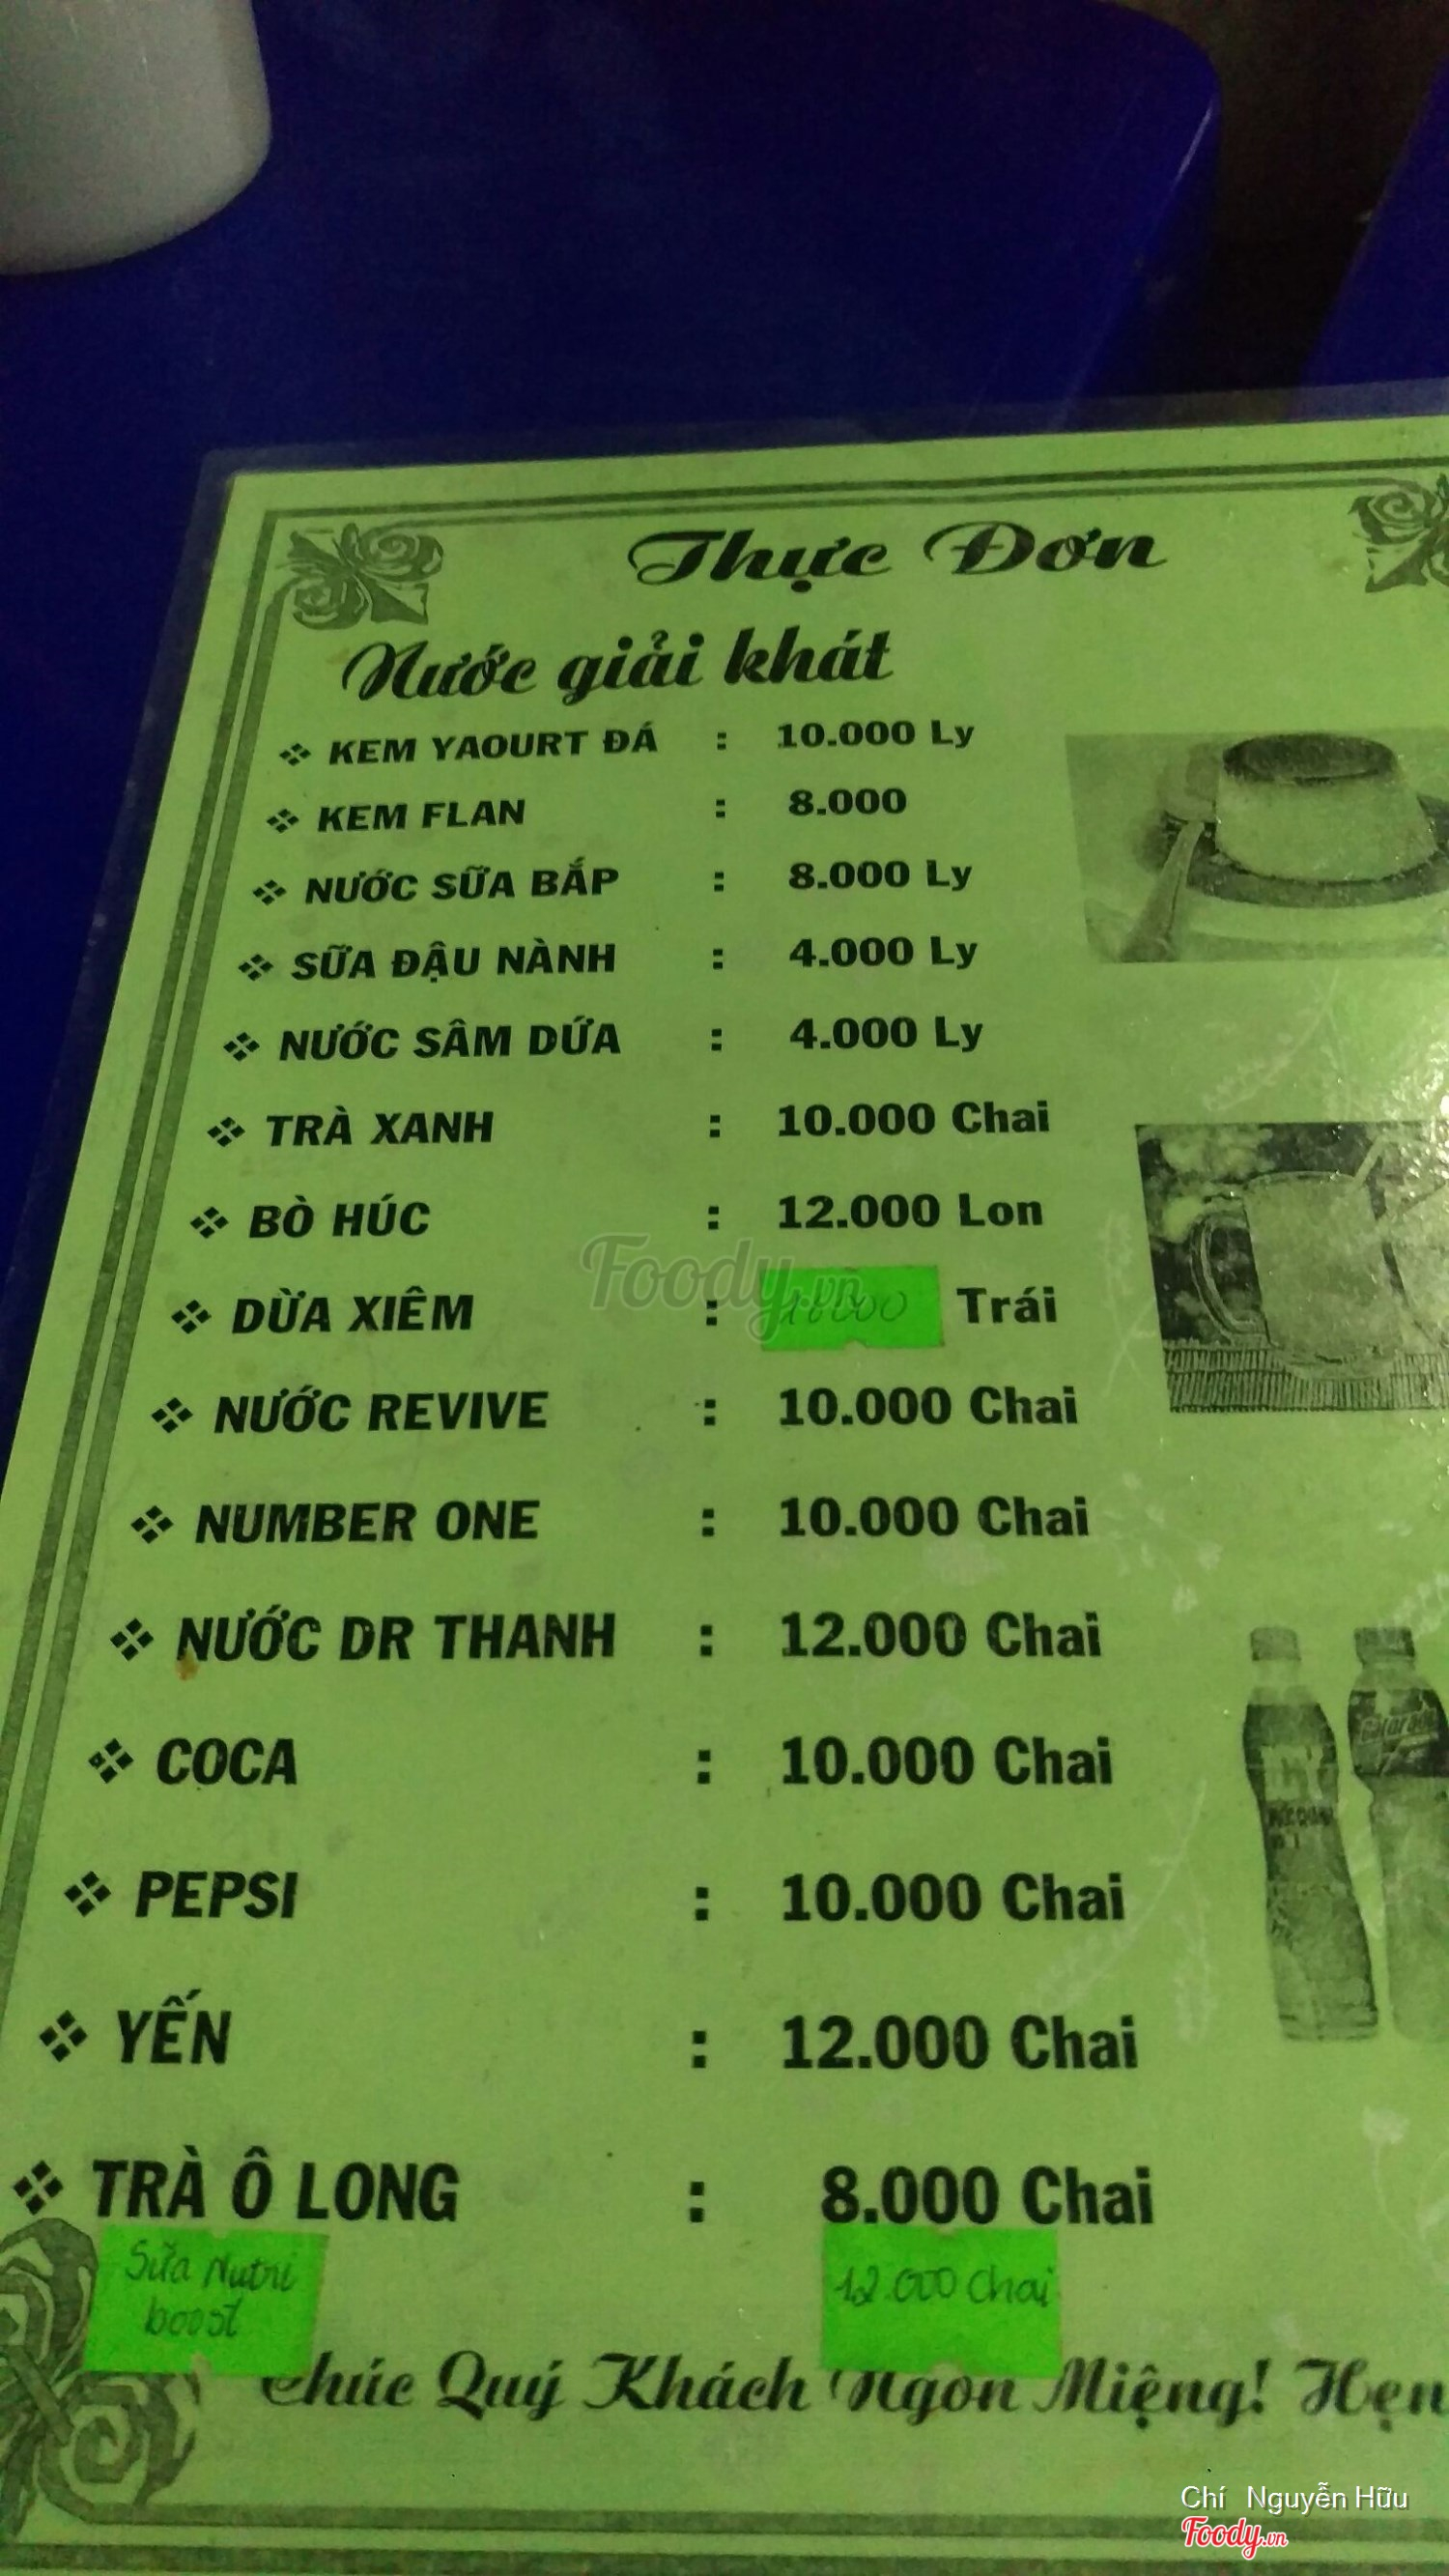 Thực Đơn
Nước giải khát
KEM YAOURT ĐÁ : 10.000 Ly
KEM FLAN : 8.000
NƯỚC SỮA BẮP : 8.000 Ly
SỮA ĐẬU NÀNH : 4.000 Ly
NƯỚC SÂM DỨA : 4.000 Ly
TRÀ XANH : 10.000 Chai
BÒ HÚC : 12.000 Lon
Foody.vn
DỪA XIÊM : Trái
NƯỚC REVIVE : 10.000 Chai
NUMBER ONE : 10.000 Chai
NƯỚC DR THANH : 12.000 Chai
COCA : 10.000 Chai
PEPSI : 10.000 Chai
YẾN : 12.000 Chai
TRÀ Ô LONG : 8.000 Chai
Sữa Nutri 12.000 Chai
boost
Chúc Quý Khách Ngon Miệng! Hẹn
Chí Nguyễn Hữu
Foody.vn